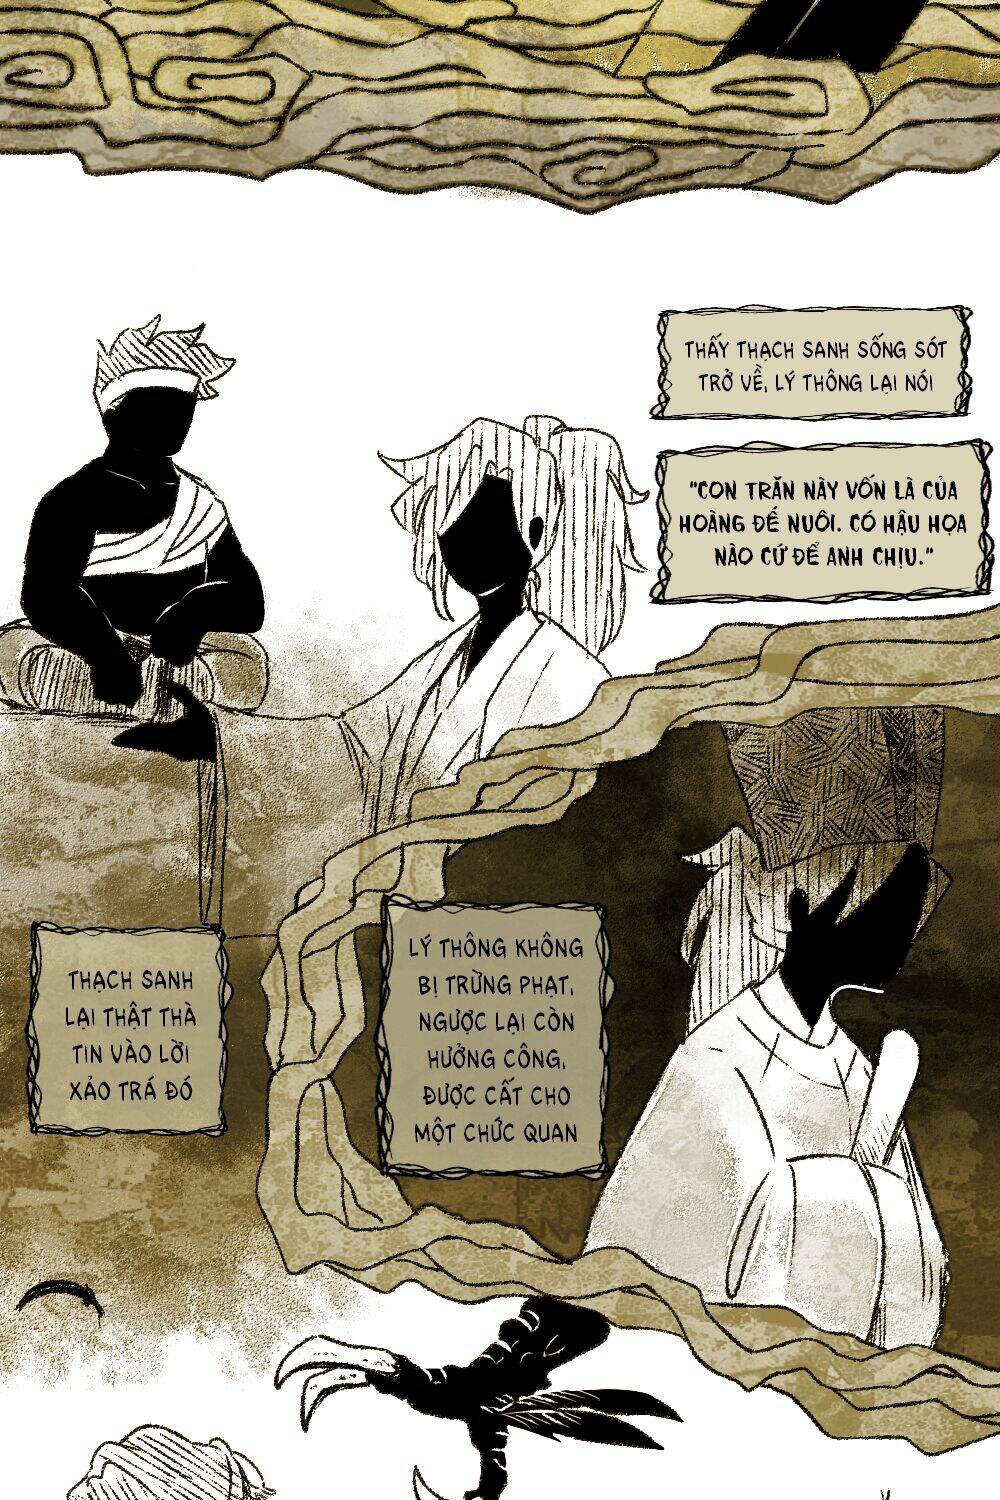 THẤY THẠCH SANH SỐNG SÓT
TRỞ VỀ, LÝ THÔNG LẠI NÓI
"CON TRĂN NÀY VỐN LÀ CỦA
HOÀNG ĐẾ NUÔI. CÓ HẬU HỌA
NÀO CỨ ĐỂ ANH CHỊU."
THẠCH SANH
LẠI THẬT THÀ
TIN VÀO LỜI
XẢO TRÁ ĐÓ
LÝ THÔNG KHÔNG
BỊ TRỪNG PHẠT,
NGƯỢC LẠI CÒN
HƯỞNG CÔNG,
ĐƯỢC CẤT CHO
MỘT CHỨC QUAN